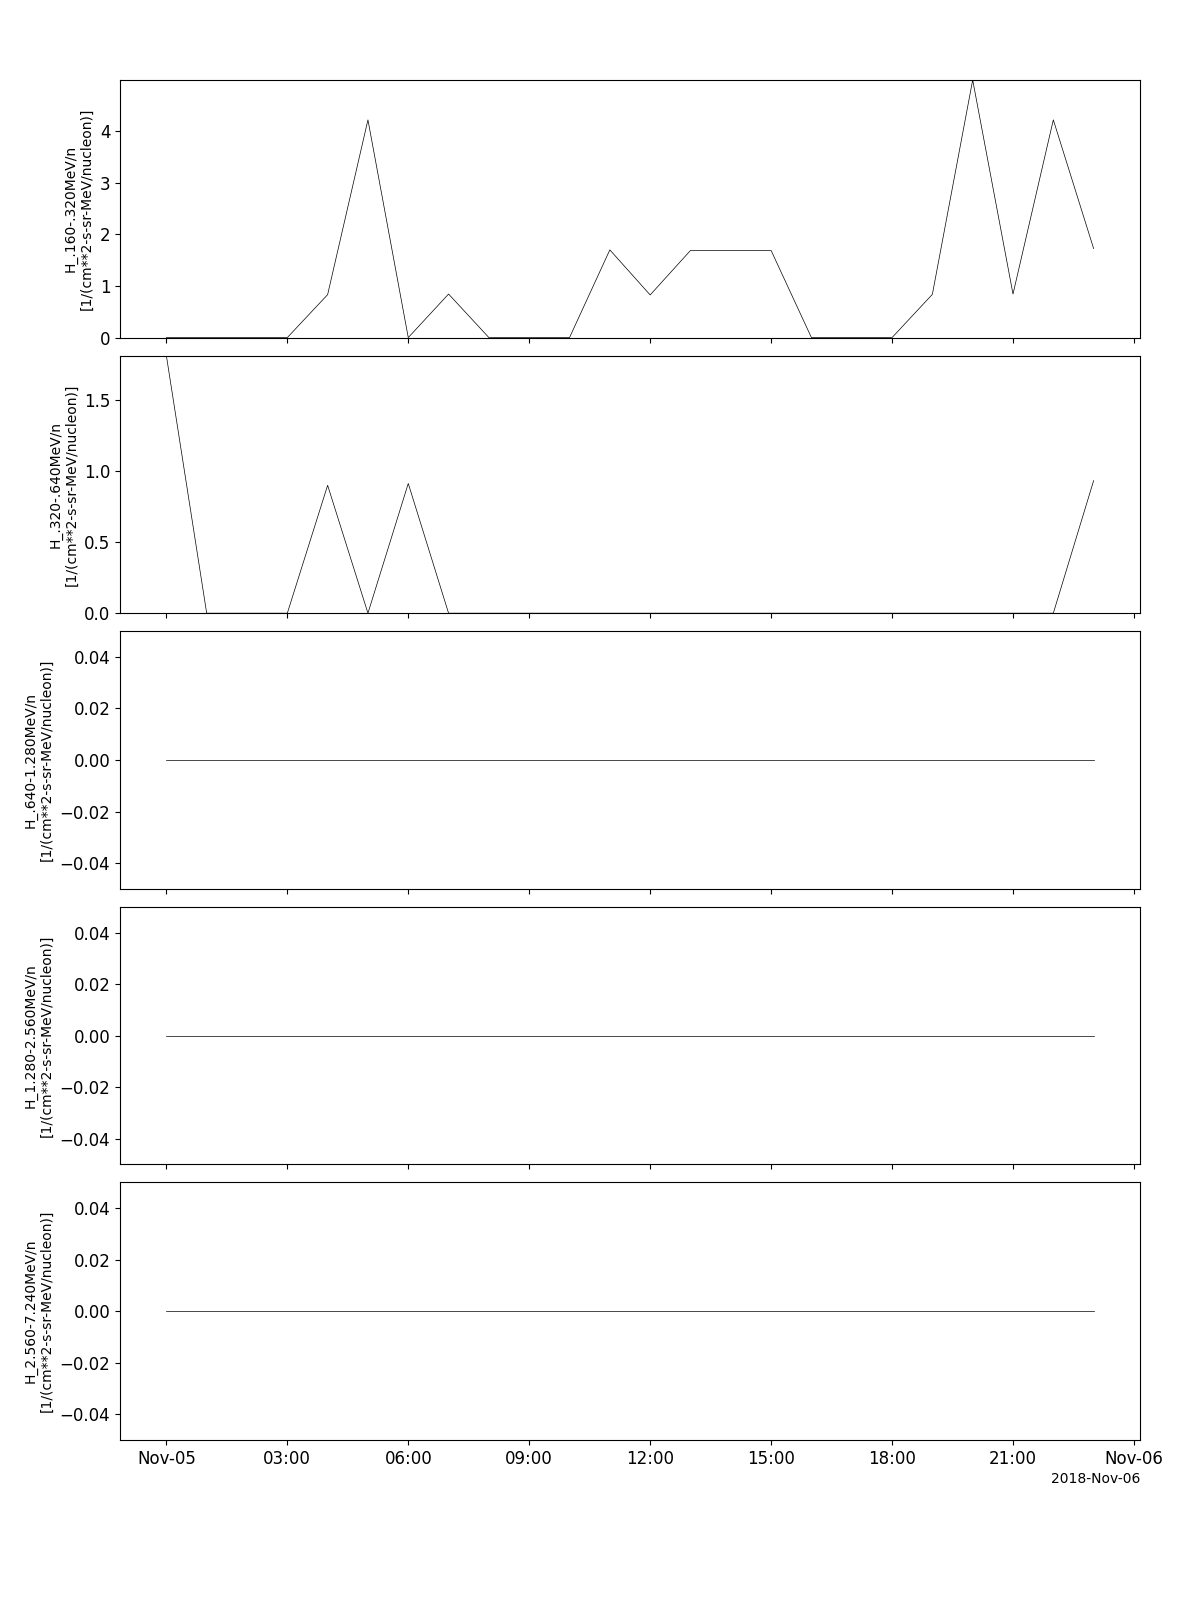 H_.160-.320MeV/n
[1/(cm**2-s-sr-MeV/nucleon)]
4
3
2
1
0
H_.320-.640MeV/n
[1/(cm**2-s-sr-MeV/nucleon)]
1.5
1.0
0.5
0.0
H_.640-1.280MeV/n
[1/(cm**2-s-sr-MeV/nucleon)]
0.04
0.02
0.00
−0.02
−0.04
H_1.280-2.560MeV/n
[1/(cm**2-s-sr-MeV/nucleon)]
0.04
0.02
0.00
−0.02
−0.04
H_2.560-7.240MeV/n
[1/(cm**2-s-sr-MeV/nucleon)]
0.04
0.02
0.00
−0.02
−0.04
Nov-05 03:00 06:00 09:00 12:00 15:00 18:00 21:00 Nov-06
2018-Nov-06